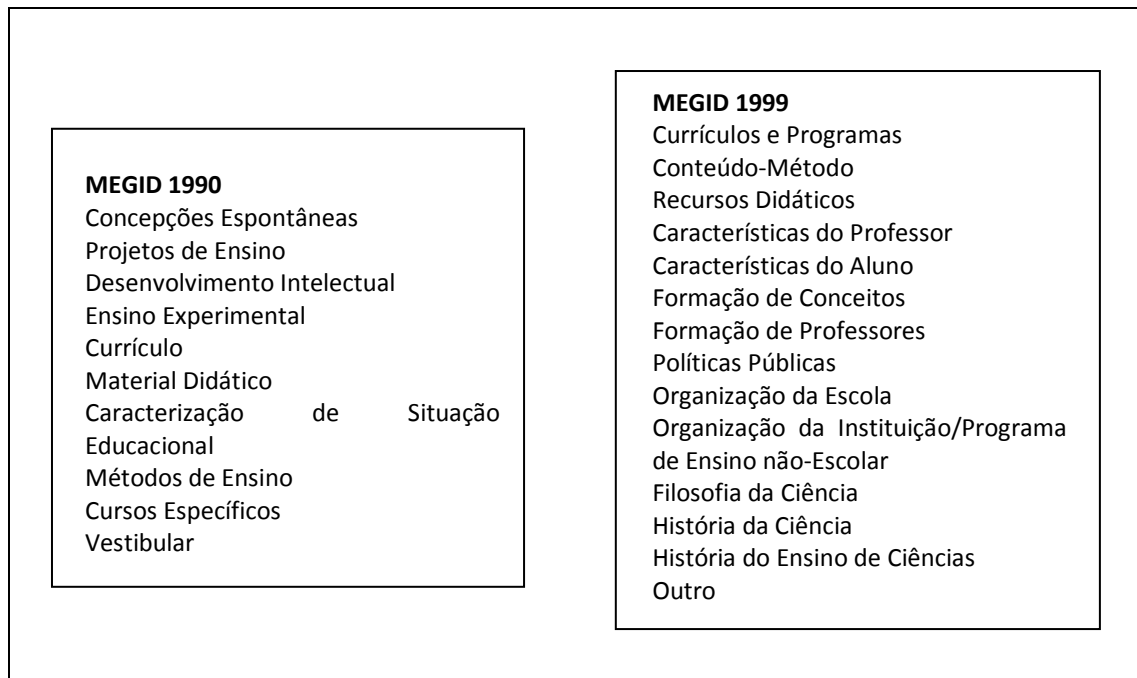 MEGID 1990
Concepções Espontâneas
Projetos de Ensino
Desenvolvimento Intelectual
Ensino Experimental
Currículo
Material Didático
Caracterização de Situação
Educacional
Métodos de Ensino
Cursos Específicos
Vestibular
MEGID 1999
Currículos e Programas
Conteúdo-Método
Recursos Didáticos
Características do Professor
Características do Aluno
Formação de Conceitos
Formação de Professores
Políticas Públicas
Organização da Escola
Organização da Instituição/Programa
de Ensino não-Escolar
Filosofia da Ciência
História da Ciência
História do Ensino de Ciências
Outro